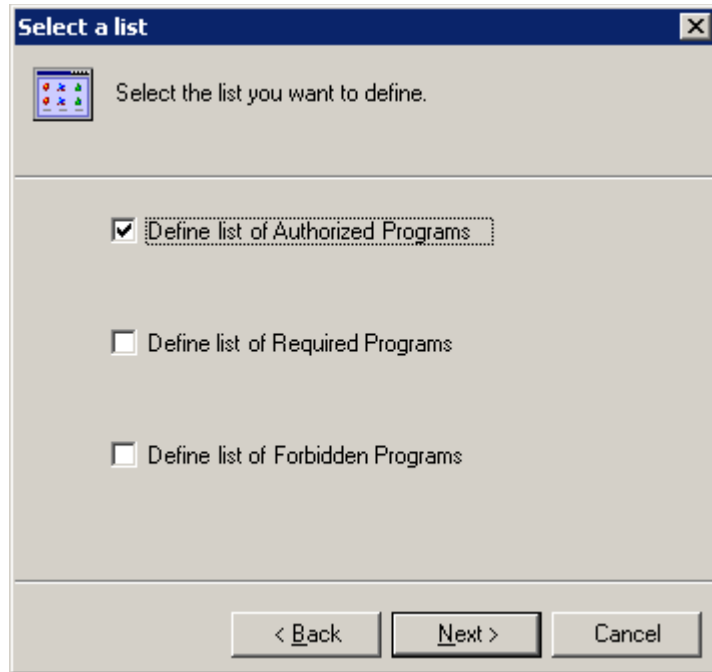 Select a list
Select the list you want to define.
Define list of Authorized Programs
Define list of Required Programs
Define list of Forbidden Programs
< Back Next > Cancel